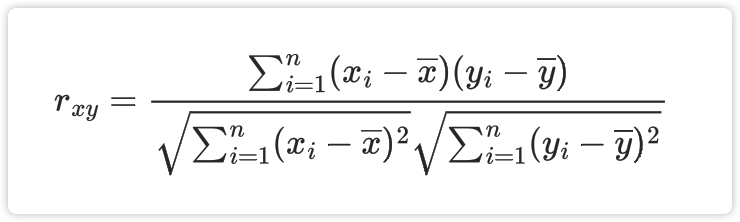 r_{xy} = \frac{\sum_{i=1}^{n}(x_i - \overline{x})(y_i - \overline{y})}{\sqrt{\sum_{i=1}^{n}(x_i - \overline{x})^2}\sqrt{\sum_{i=1}^{n}(y_i - \overline{y})^2}}